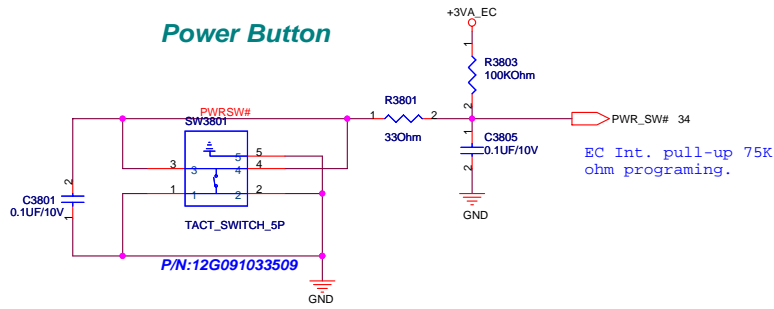 Power Button
+3VA_EC
1
R3803
100KOhm
2
PWRSW#
SW3801
R3801
1 2
33Ohm
PWR_SW# 34
1
C3805
0.1UF/10V
2
EC Int. pull-up 75K
ohm programing.
GND
5 5
3 3 4 4
1 1 2 2
2
C3801
0.1UF/10V
1
TACT_SWITCH_5P
P/N:12G091033509
GND